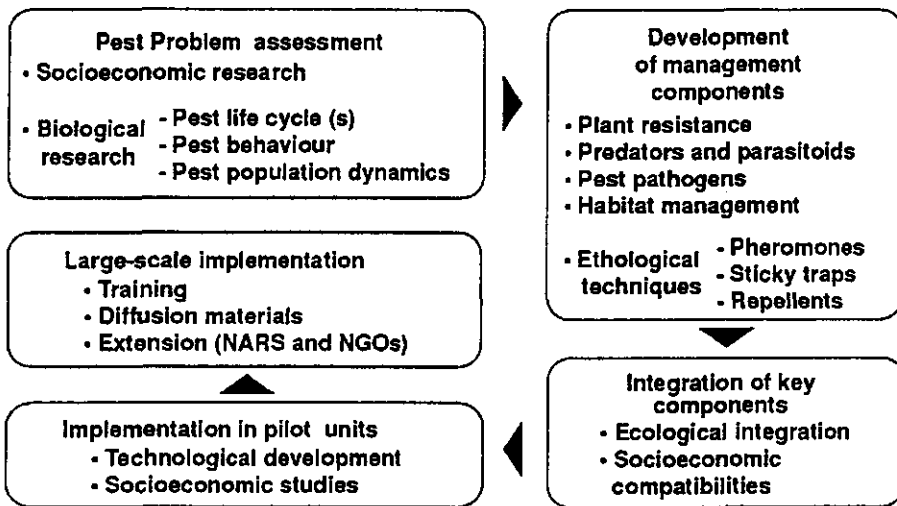 Pest Problem assessment
• Socioeconomic research
• Biological research
- Pest life cycle (s)
- Pest behaviour
- Pest population dynamics
Development
of management
components
• Plant resistance
• Predators and parasitoids
• Pest pathogens
• Habitat management
• Ethological
techniques
- Pheromones
- Sticky traps
- Repellents
Integration of key
components
• Ecological integration
• Socioeconomic
compatibilities
Implementation in pilot units
• Technological development
• Socioeconomic studies
Large-scale implementation
• Training
• Diffusion materials
• Extension (NARS and NGOs)